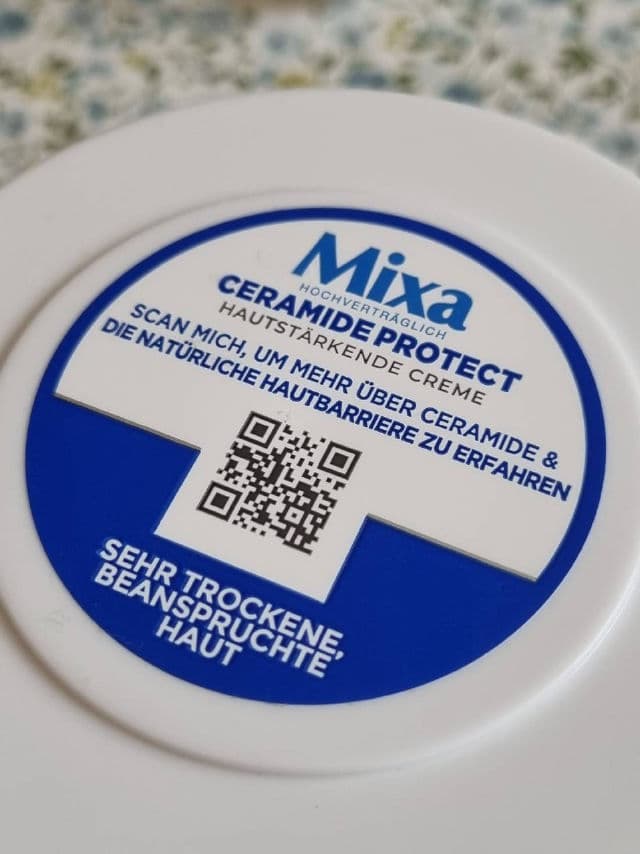 Mixa
HOCHVERTRÄGLICH
CERAMIDE PROTECT
HAUTSTÄRKENDE CREME
SCAN MICH, UM MEHR ÜBER CERAMIDE &
DIE NATÜRLICHE HAUTBARRIERE ZU ERFAHREN
SEHR TROCKENE,
BEANSPRUCHTE
HAUT